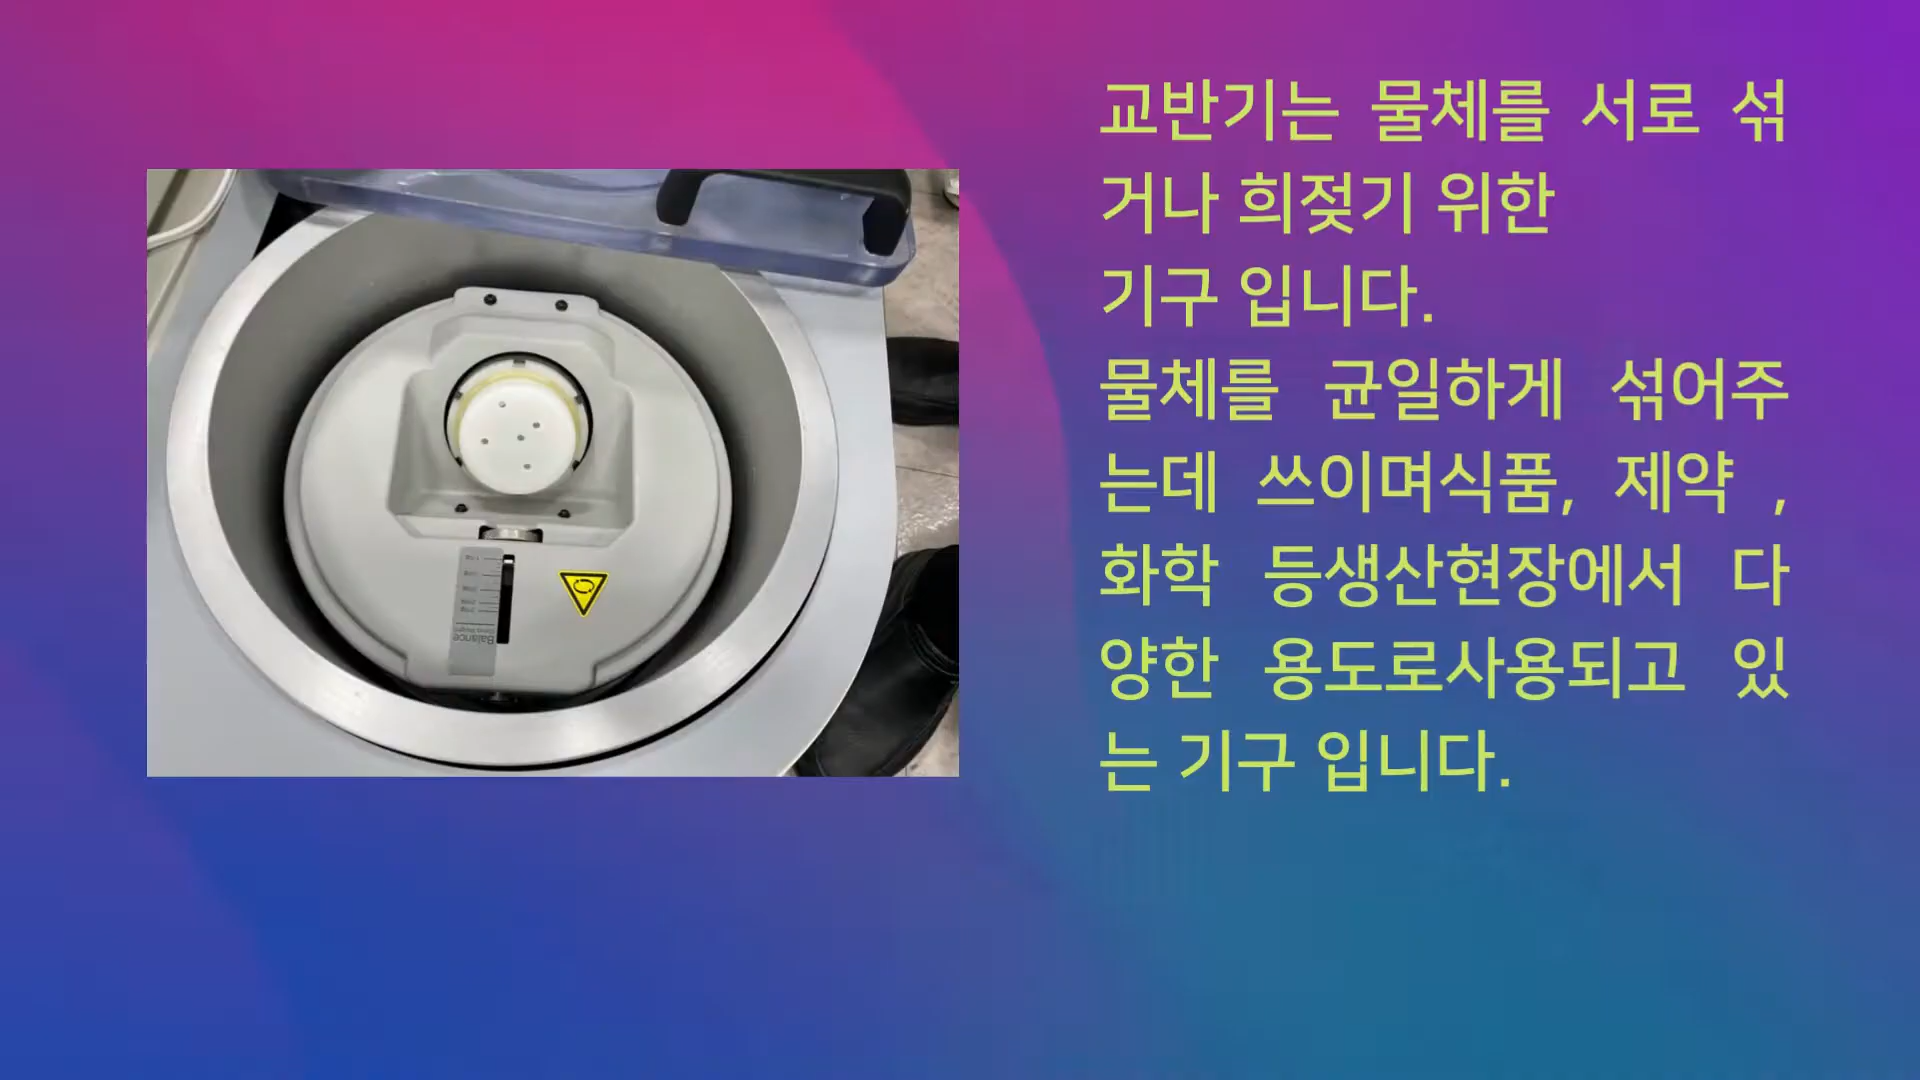 교반기는 물체를 서로 섞
거나 희젖기 위한
기구 입니다.
물체를 균일하게 섞어주
는데 쓰이며식품, 제약 ,
화학 등생산현장에서 다
양한 용도로사용되고 있
는 기구 입니다.
Balance